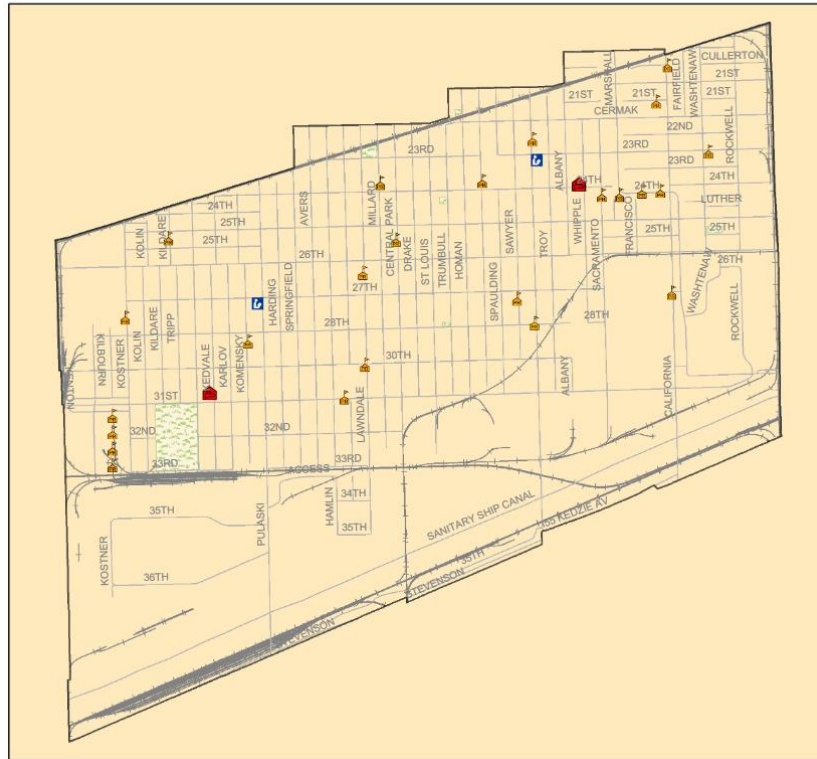 CULLERTON
MARSHALL
FAIRFIELD
WASHTENAW
21ST
21ST
21ST
21ST
CERMAK
ROCKWELL
22ND
23RD
23RD
23RD
ALBANY
24TH
24TH
24TH
MILLARD
AVERS
24TH
CENTRAL PARK
WHIPPLE
LUTHER
SACRAMENTO
FRANCISCO
KOLIN
KILDARE
25TH
25TH
DRAKE
ST LOUIS
TRUMBULL
HOMAN
SAWYER
TROY
25TH
25TH
26TH
26TH
WASHTENAW
27TH
HARDING
SPRINGFIELD
SPAULDING
ROCKWELL
KILBOURN
KOSTNER
KOLIN
KILDARE
TRIPP
28TH
28TH
KEDVALE
KARLOV
KOMENSKY
30TH
ALBANY
CALIFORNIA
31ST
LAWNDALE
32ND
32ND
33RD
ACCESS
33RD
34TH
HAMLIN
35TH
35TH
PULASKI
SANITARY SHIP CANAL
I55 KEDZIE AV
KOSTNER
36TH
35TH
STEVENSON
STEVENSON